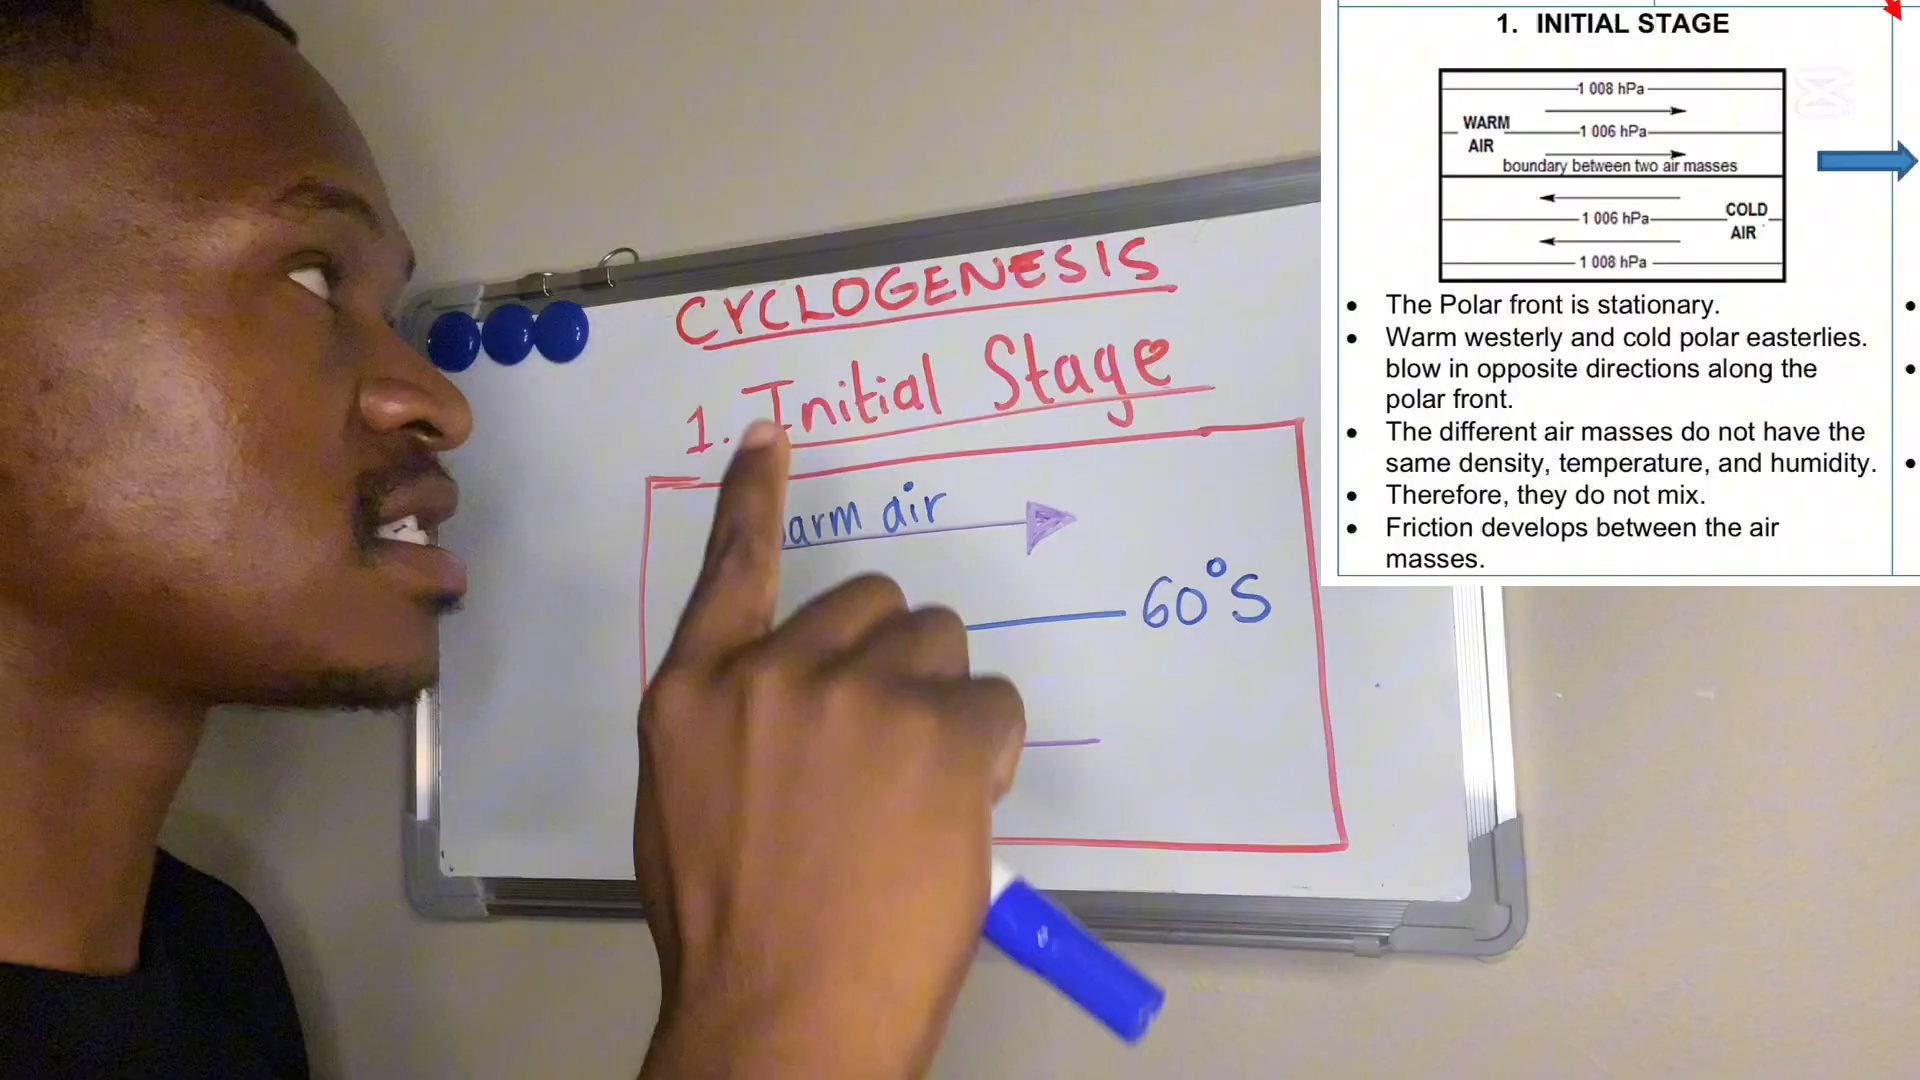 CYCLOGENESIS
1. Initial Stage
arm air
60°S
1. INITIAL STAGE
1 008 hPa
WARM AIR
1 006 hPa
boundary between two air masses
1 006 hPa
COLD AIR
1 008 hPa
• The Polar front is stationary.
• Warm westerly and cold polar easterlies.
blow in opposite directions along the
polar front.
• The different air masses do not have the
same density, temperature, and humidity.
• Therefore, they do not mix.
• Friction develops between the air
masses.